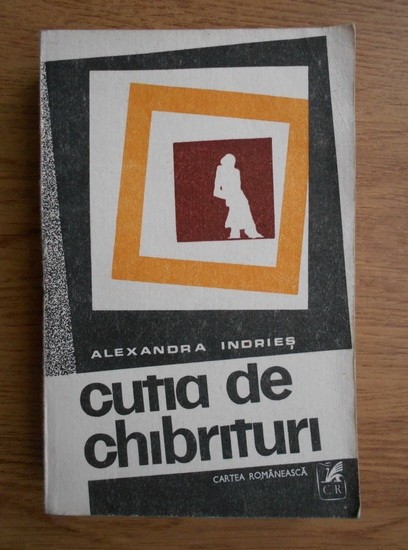 ALEXANDRA INDRIEȘ
cutia de
chibrituri
CARTEA ROMÂNEASCĂ
CR